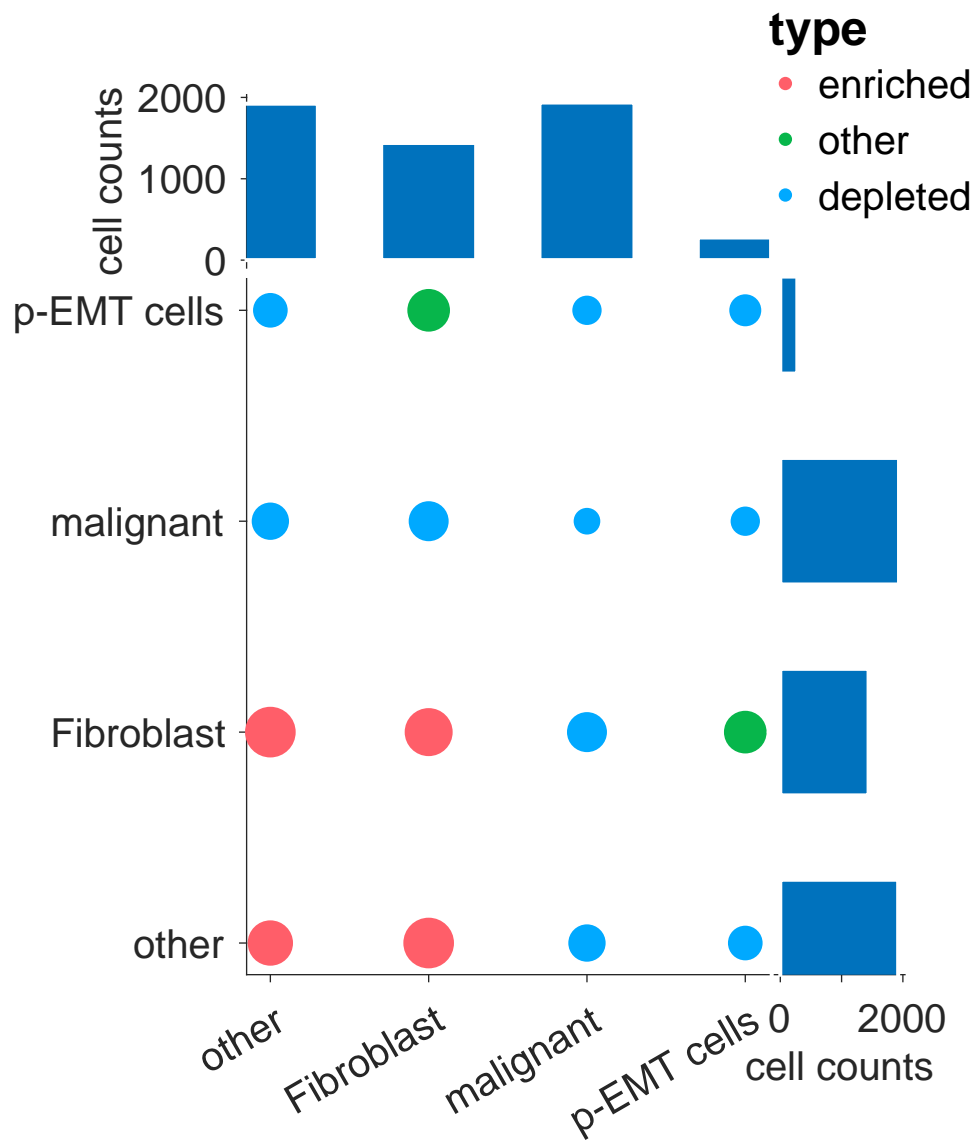 type
enriched
other
depleted
cell counts
2000
1000
0
p-EMT cells
malignant
Fibroblast
other
other
Fibroblast
malignant
p-EMT cells
0
2000
cell counts